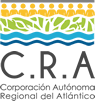 C.R.A
Corporación Autónoma
Regional del Atlántico